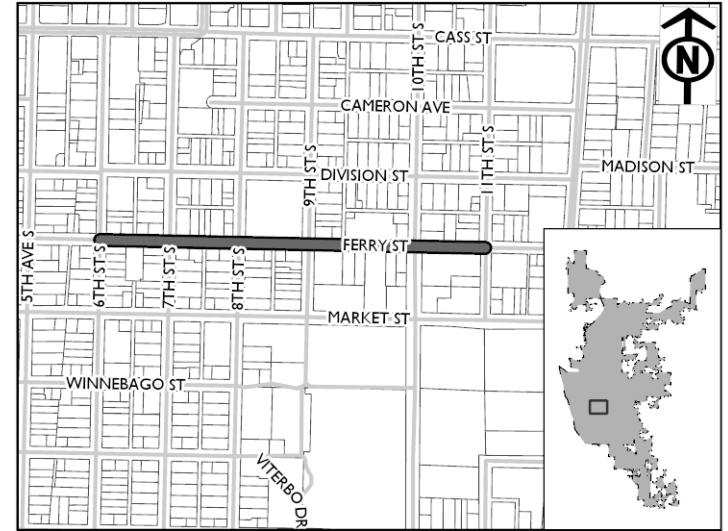 CASS ST
10TH ST S
N
CAMERON AVE
11TH ST S
9TH ST S
DIVISION ST
MADISON ST
5TH AVE S
6TH ST S
7TH ST S
8TH ST S
FERRY ST
MARKET ST
WINNEBAGO ST
VITERBO DR